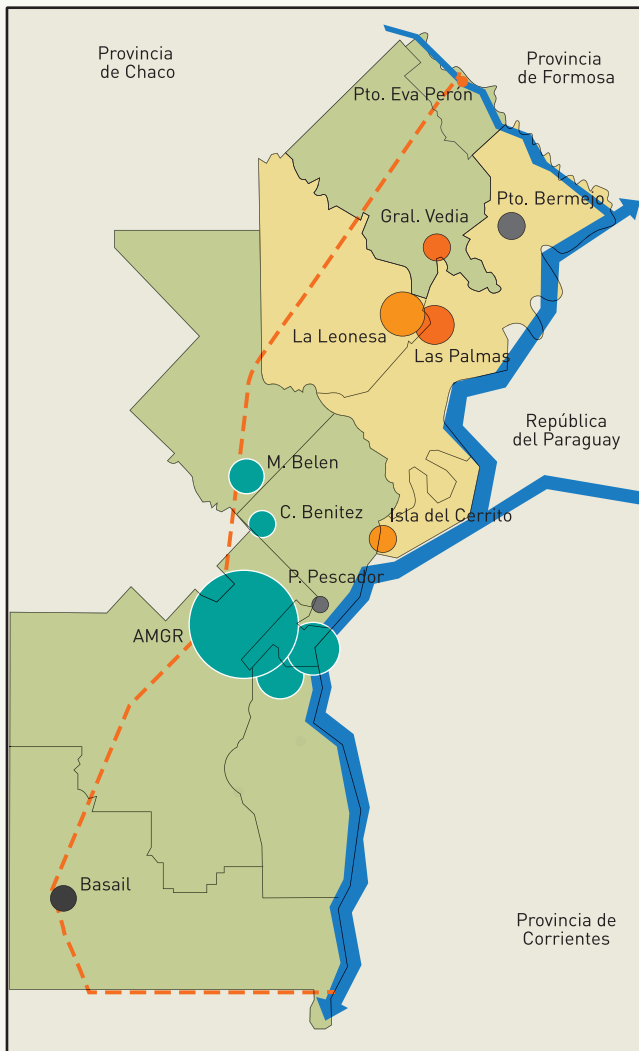 Provincia
de Chaco
Provincia
de Formosa
Pto. Eva Perón
Pto. Bermejo
Gral. Vedia
La Leonesa
Las Palmas
República
del Paraguay
M. Belen
C. Benitez
Isla del Cerrito
P. Pescador
AMGR
Basail
Provincia de
Corrientes